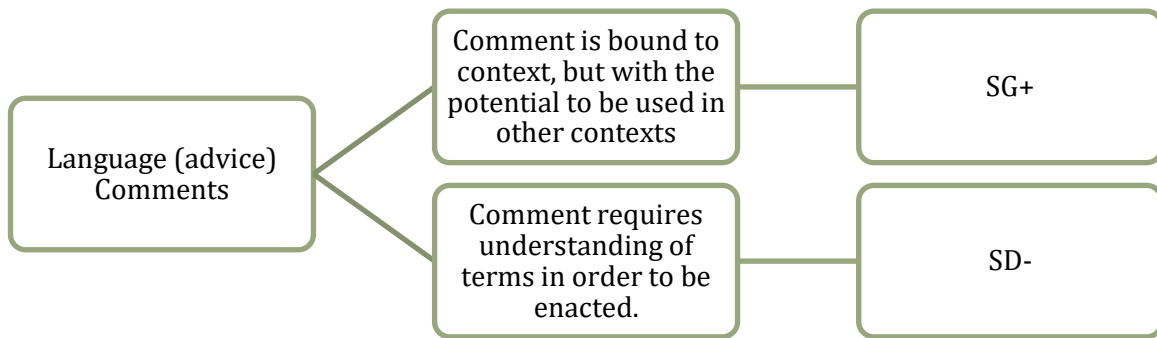 Language (advice)
Comments
Comment is bound to
context, but with the
potential to be used in
other contexts
SG+
Comment requires
understanding of
terms in order to be
enacted.
SD-